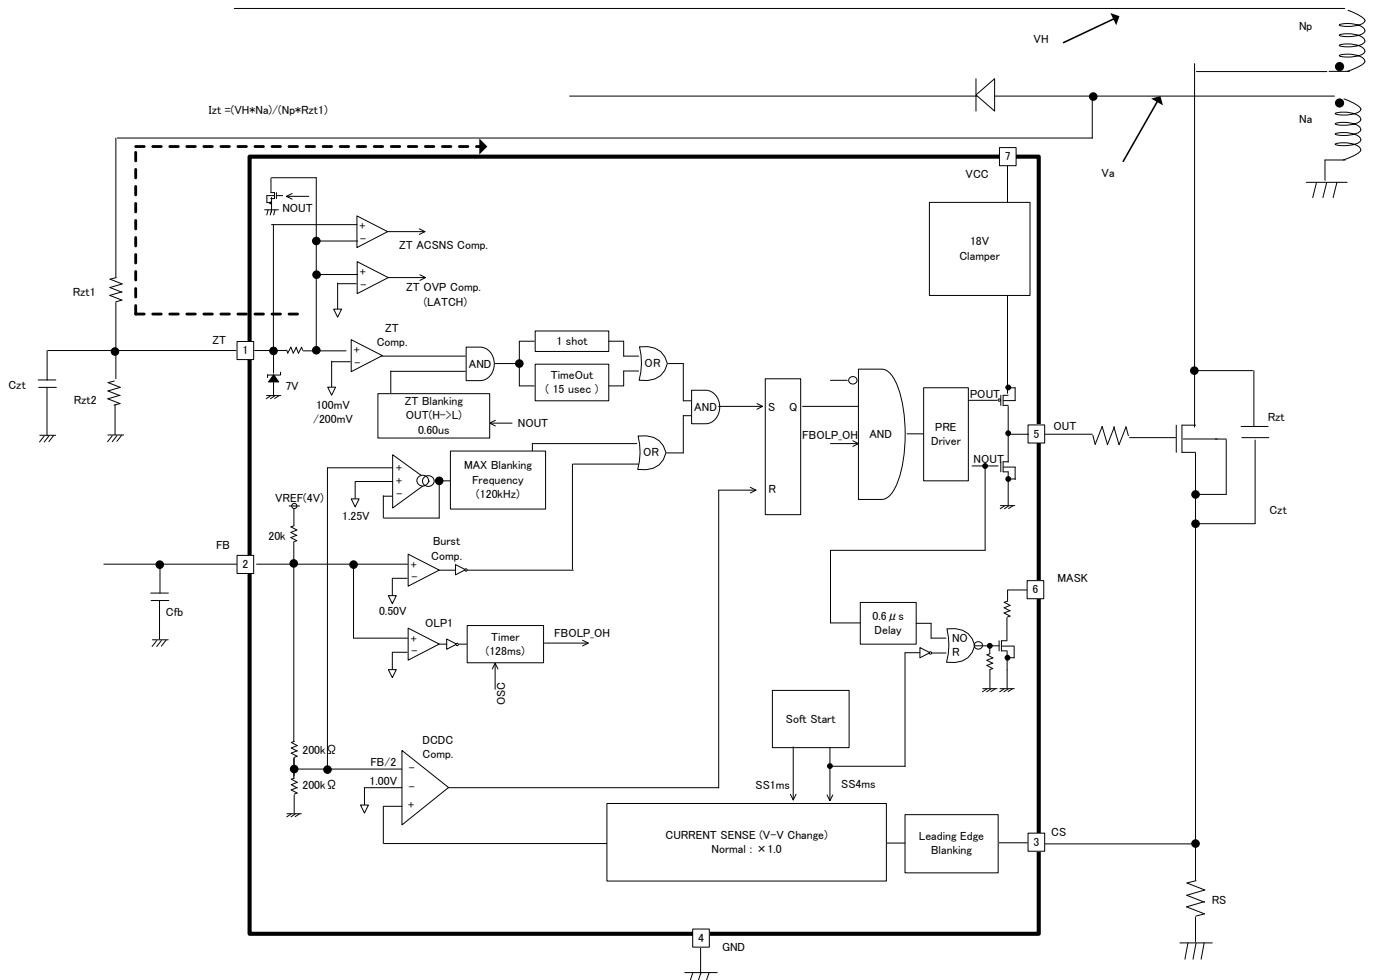 VH
Np
Izt =(VH*Na)/(Np*Rzt1)
Na
Va
7
VCC
NOUT
18V
Clamper
+
−
ZT ACSNS Comp.
+
−
ZT OVP Comp.
(LATCH)
Rzt1
ZT
1
ZT
Comp.
+
−
7V
100mV
/200mV
AND
1 shot
TimeOut
( 15 usec )
OR
Czt
Rzt2
ZT Blanking
OUT(H->L)
0.60us
NOUT
AND
S
Q
R
FBOLP_OH
AND
PRE
Driver
POUT
NOUT
5
OUT
Rzt
Czt
OR
MAX Blanking
Frequency
(120kHz)
+
+
−
1.25V
VREF(4V)
20k
FB
2
Cfb
Burst
Comp.
+
−
0.50V
6
MASK
0.6μs
Delay
NO
R
OLP1
+
−
Timer
(128ms)
FBOLP_OH
OSC
Soft Start
SS1ms
SS4ms
200kΩ
200kΩ
FB/2
1.00V
DCDC
Comp.
−
−
+
CURRENT SENSE (V-V Change)
Normal : ×1.0
Leading Edge
Blanking
3
CS
RS
4
GND